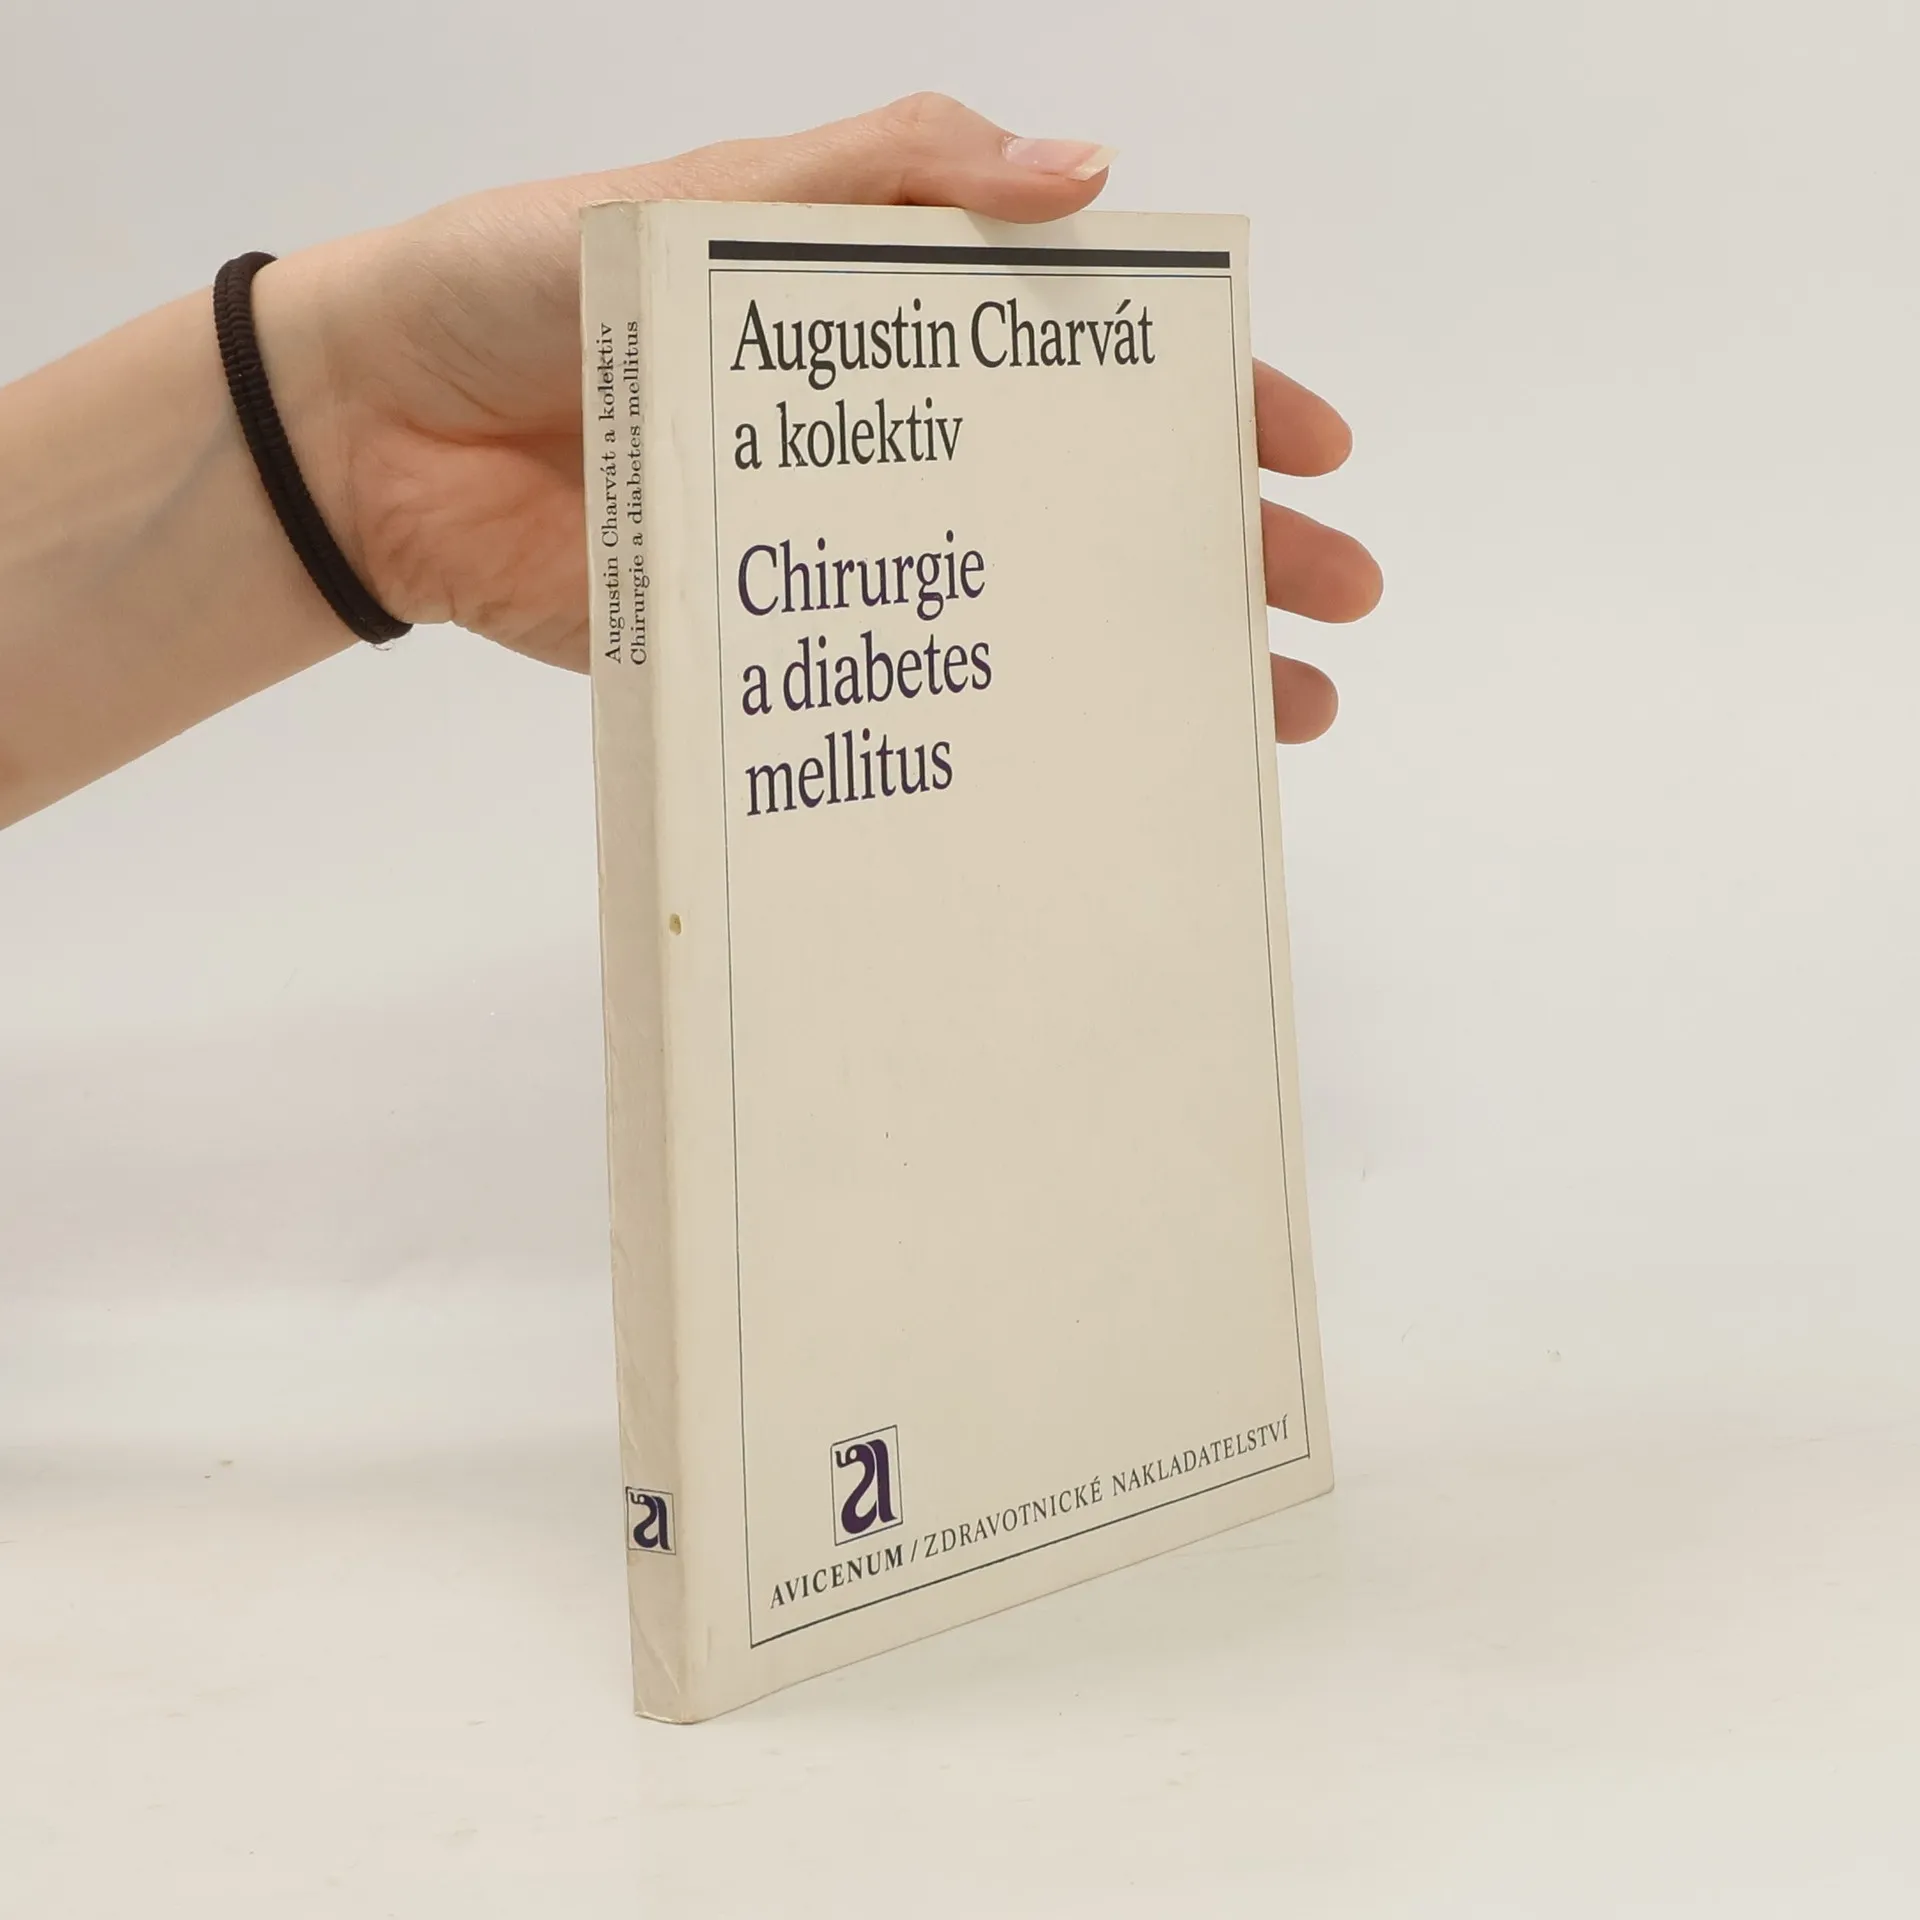 Augustin Charvát a kolektiv
Chirurgie a diabetes mellitus
Augustin Charvát
a kolektiv
Chirurgie
a diabetes
mellitus
AVICENUM / ZDRAVOTNICKÉ NAKLADATELSTVÍ